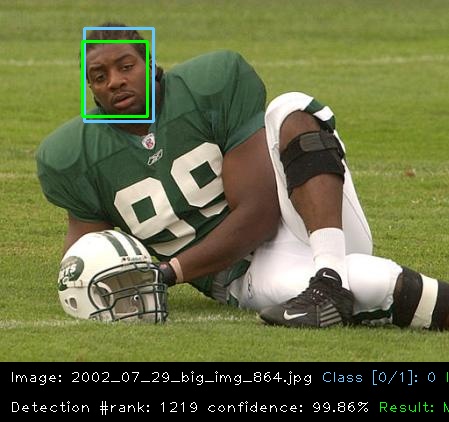 99
Image: 2002_07_29_big_img_864.jpg Class [0/1]: 0
Detection #rank: 1219 confidence: 99.86% Result: M